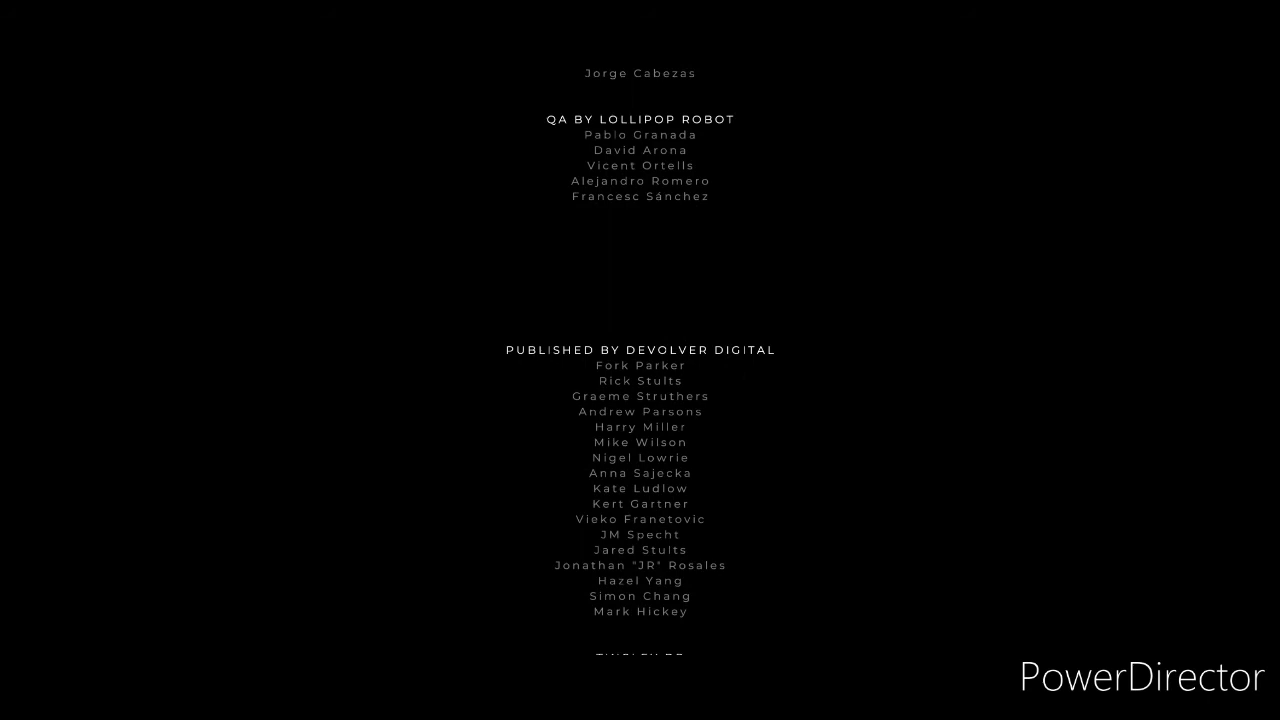 Jorge Cabezas
QA BY LOLLIPOP ROBOT
Pablo Granada
David Arona
Vicent Ortells
Alejandro Romero
Francesc Sánchez
PUBLISHED BY DEVOLVER DIGITAL
Fork Parker
Rick Stults
Graeme Struthers
Andrew Parsons
Harry Miller
Mike Wilson
Nigel Lowrie
Anna Sajecka
Kate Ludlow
Kert Gartner
Vieko Franetovic
JM Specht
Jared Stults
Jonathan "JR" Rosales
Hazel Yang
Simon Chang
Mark Hickey
PowerDirector